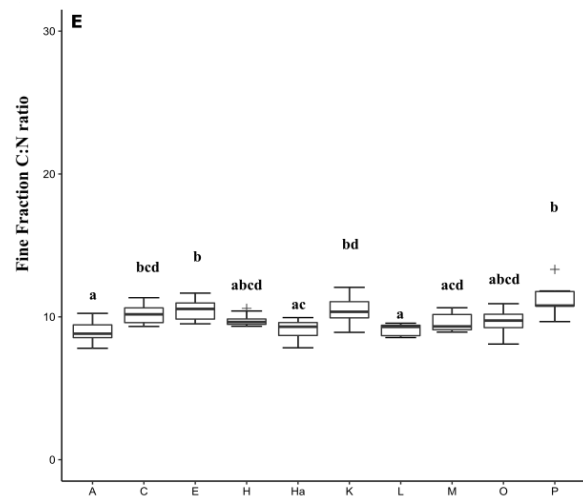 E
Fine Fraction C:N ratio
30
20
10
0
a
bcd
b
abcd
ac
bd
a
acd
abcd
b
A C E H Ha K L M O P